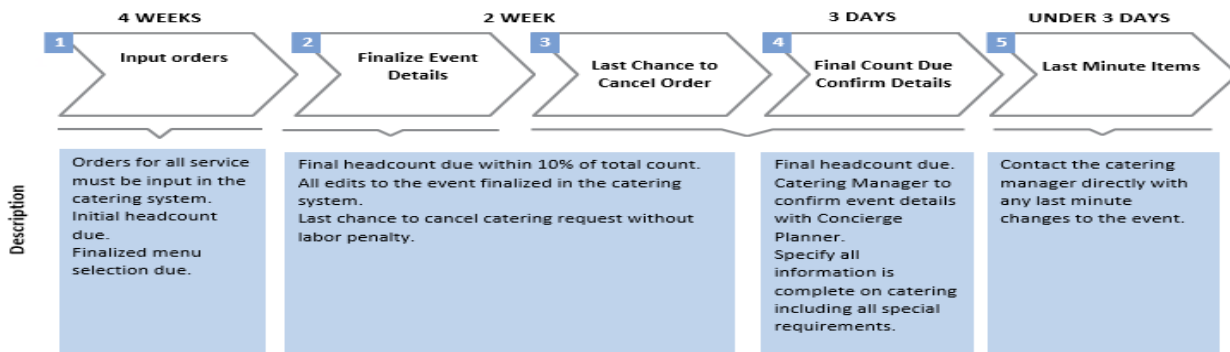 4 WEEKS
2 WEEK
3 DAYS
UNDER 3 DAYS
1
Input orders
2
Finalize Event
Details
3
Last Chance to
Cancel Order
4
Final Count Due
Confirm Details
5
Last Minute Items
Description
Orders for all service
must be input in the
catering system.
Initial headcount
due.
Finalized menu
selection due.
Final headcount due within 10% of total count.
All edits to the event finalized in the catering
system.
Last chance to cancel catering request without
labor penalty.
Final headcount due.
Catering Manager to
confirm event details
with Concierge
Planner.
Specify all
information is
complete on catering
including all special
requirements.
Contact the catering
manager directly with
any last minute
changes to the event.